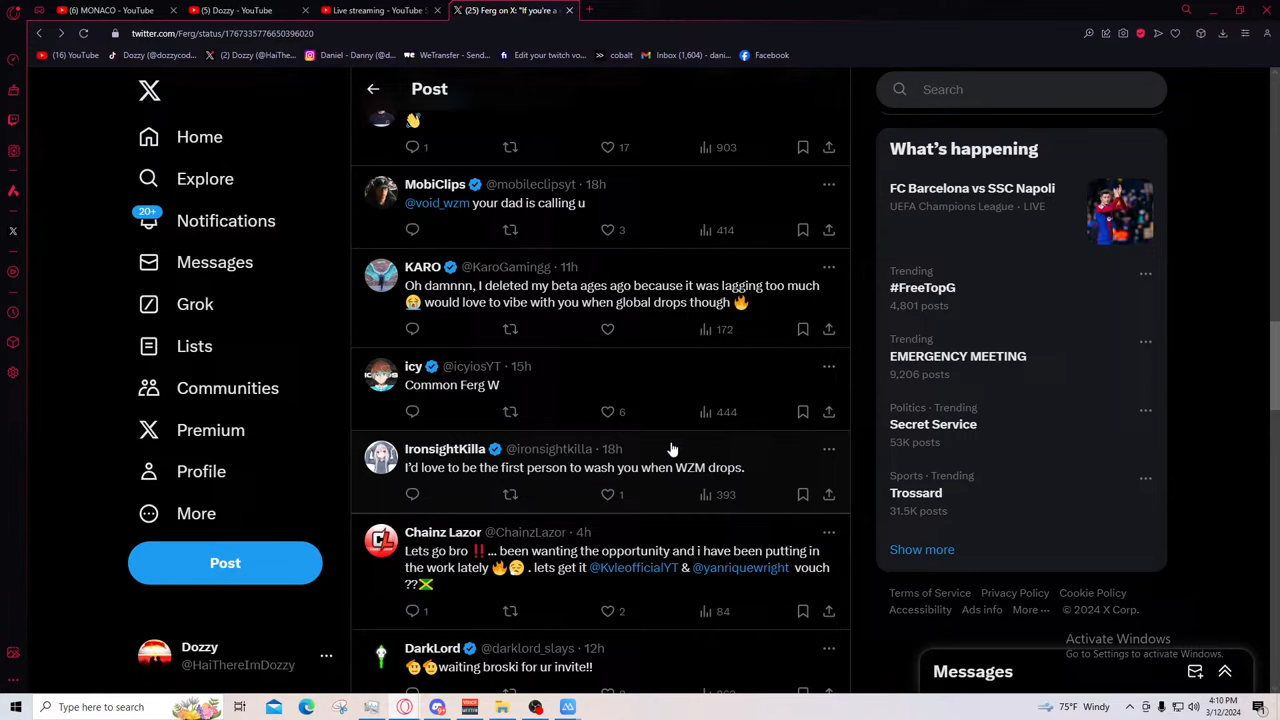 (6) MONACO - YouTube
(5) Dozzy - YouTube
Live streaming - YouTube S
(25) Ferg on X: "If you're a
twitter.com/Ferg/status/1767335776650396020
(16) YouTube
Dozzy (@dozzycod...
(2) Dozzy (@HaiThe...
Daniel - Danny (@d...
WeTransfer - Send...
Edit your twitch vo...
cobalt
Inbox (1,604) - dani...
Facebook
Home
Explore
20+
Notifications
Messages
Grok
Lists
Communities
Premium
Profile
More
Post
Dozzy
@HaiThereImDozzy
Post
👋
1 17 903
MobiClips @mobileclipsyt · 18h
@void_wzm your dad is calling u
3 414
KARO @KaroGamingg · 11h
Oh damnnn, I deleted my beta ages ago because it was lagging too much
😭 would love to vibe with you when global drops though 🔥
172
icy @icyiosYT · 15h
Common Ferg W
6 444
IronsightKilla @ironsightkilla · 18h
I'd love to be the first person to wash you when WZM drops.
1 393
Chainz Lazor @ChainzLazor · 4h
Lets go bro ‼️... been wanting the opportunity and i have been putting in
the work lately 🔥😮‍💨 . lets get it @KvleofficialYT & @yanriquewright vouch
??🇯🇲
1 2 84
DarkLord @darklord_slays · 12h
🫡🫡waiting broski for ur invite!!
Search
What's happening
FC Barcelona vs SSC Napoli
UEFA Champions League · LIVE
Trending
#FreeTopG
4,801 posts
Trending
EMERGENCY MEETING
9,206 posts
Politics · Trending
Secret Service
53K posts
Sports · Trending
Trossard
31.5K posts
Show more
Terms of Service Privacy Policy Cookie Policy
Accessibility Ads info More ··· © 2024 X Corp.
Activate Windows
Go to Settings to activate Windows.
Messages
Type here to search
75°F Windy
4:10 PM
3/12/2024